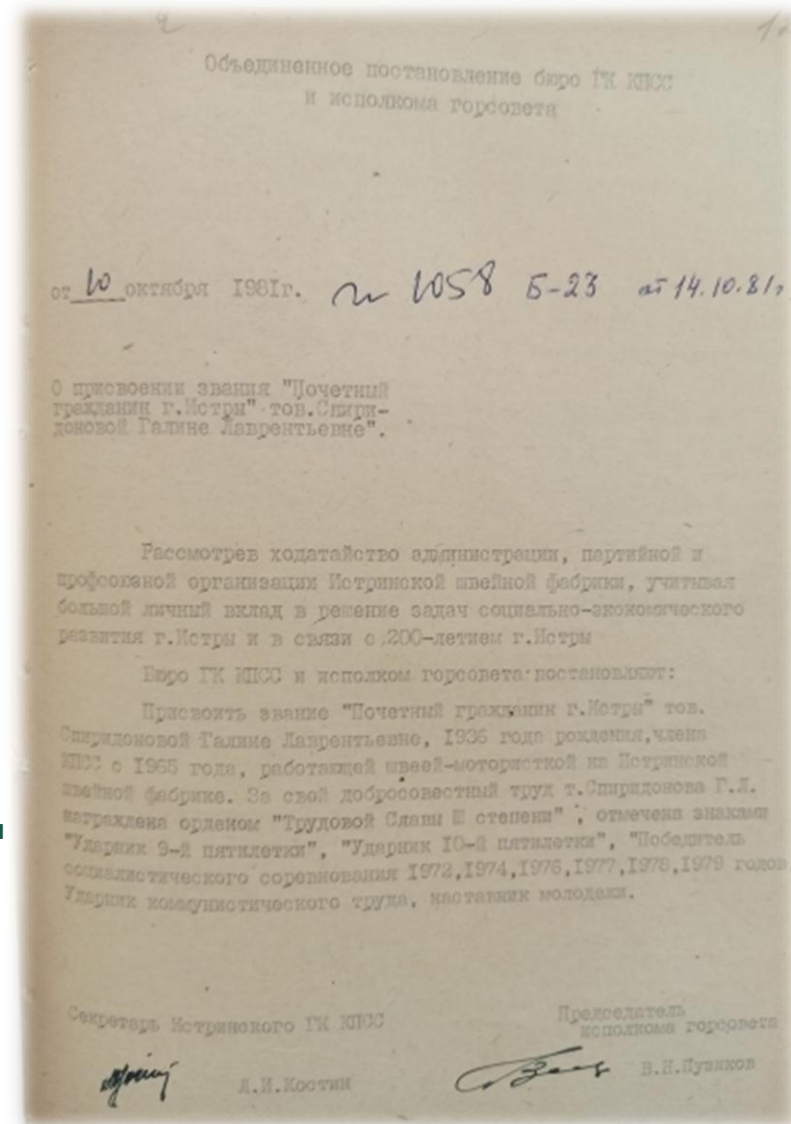 Объединенное постановление бюро ГК КПСС
и исполкома горсовета
от 10 октября 1981г. № 1058 Б-23 от 14.10.81г
О присвоении звания "Почетный
гражданин г.Истры" тов.Спири-
доновой Галине Лаврентьевне".
Рассмотрев ходатайство администрации, партийной и
профсоюзной организации Истринской швейной фабрики, учитывая
большой личный вклад в решение задач социально-экономического
развития г.Истры и в связи с 200-летием г.Истры
Бюро ГК КПСС и исполком горсовета постановляют:
Присвоить звание "Почетный гражданин г.Истры" тов.
Спиридоновой Галине Лаврентьевне, 1936 года рождения,члена
КПСС с 1965 года, работающей швеей-мотористкой на Истринской
швейной фабрике. За свой добросовестный труд т.Спиридонова Г.Л.
награждена орденом "Трудовой Славы Ш степени", отмечена знаками
"Ударник 9-й пятилетки", "Ударник 10-й пятилетки", "Победитель
социалистического соревнования 1972,1974,1976,1977,1978,1979 годов,
Ударник коммунистического труда, наставник молодежи.
Секретарь Истринского ГК КПСС
Л.И.Костин
Председатель
исполкома горсовета
В.Н.Пузиков